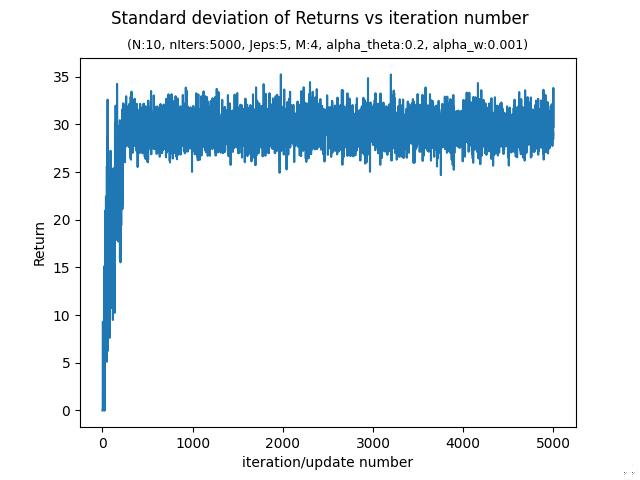 Standard deviation of Returns vs iteration number
(N:10, nIters:5000, Jeps:5, M:4, alpha_theta:0.2, alpha_w:0.001)
35
30
25
20
15
10
5
0
Return
0 1000 2000 3000 4000 5000
iteration/update number